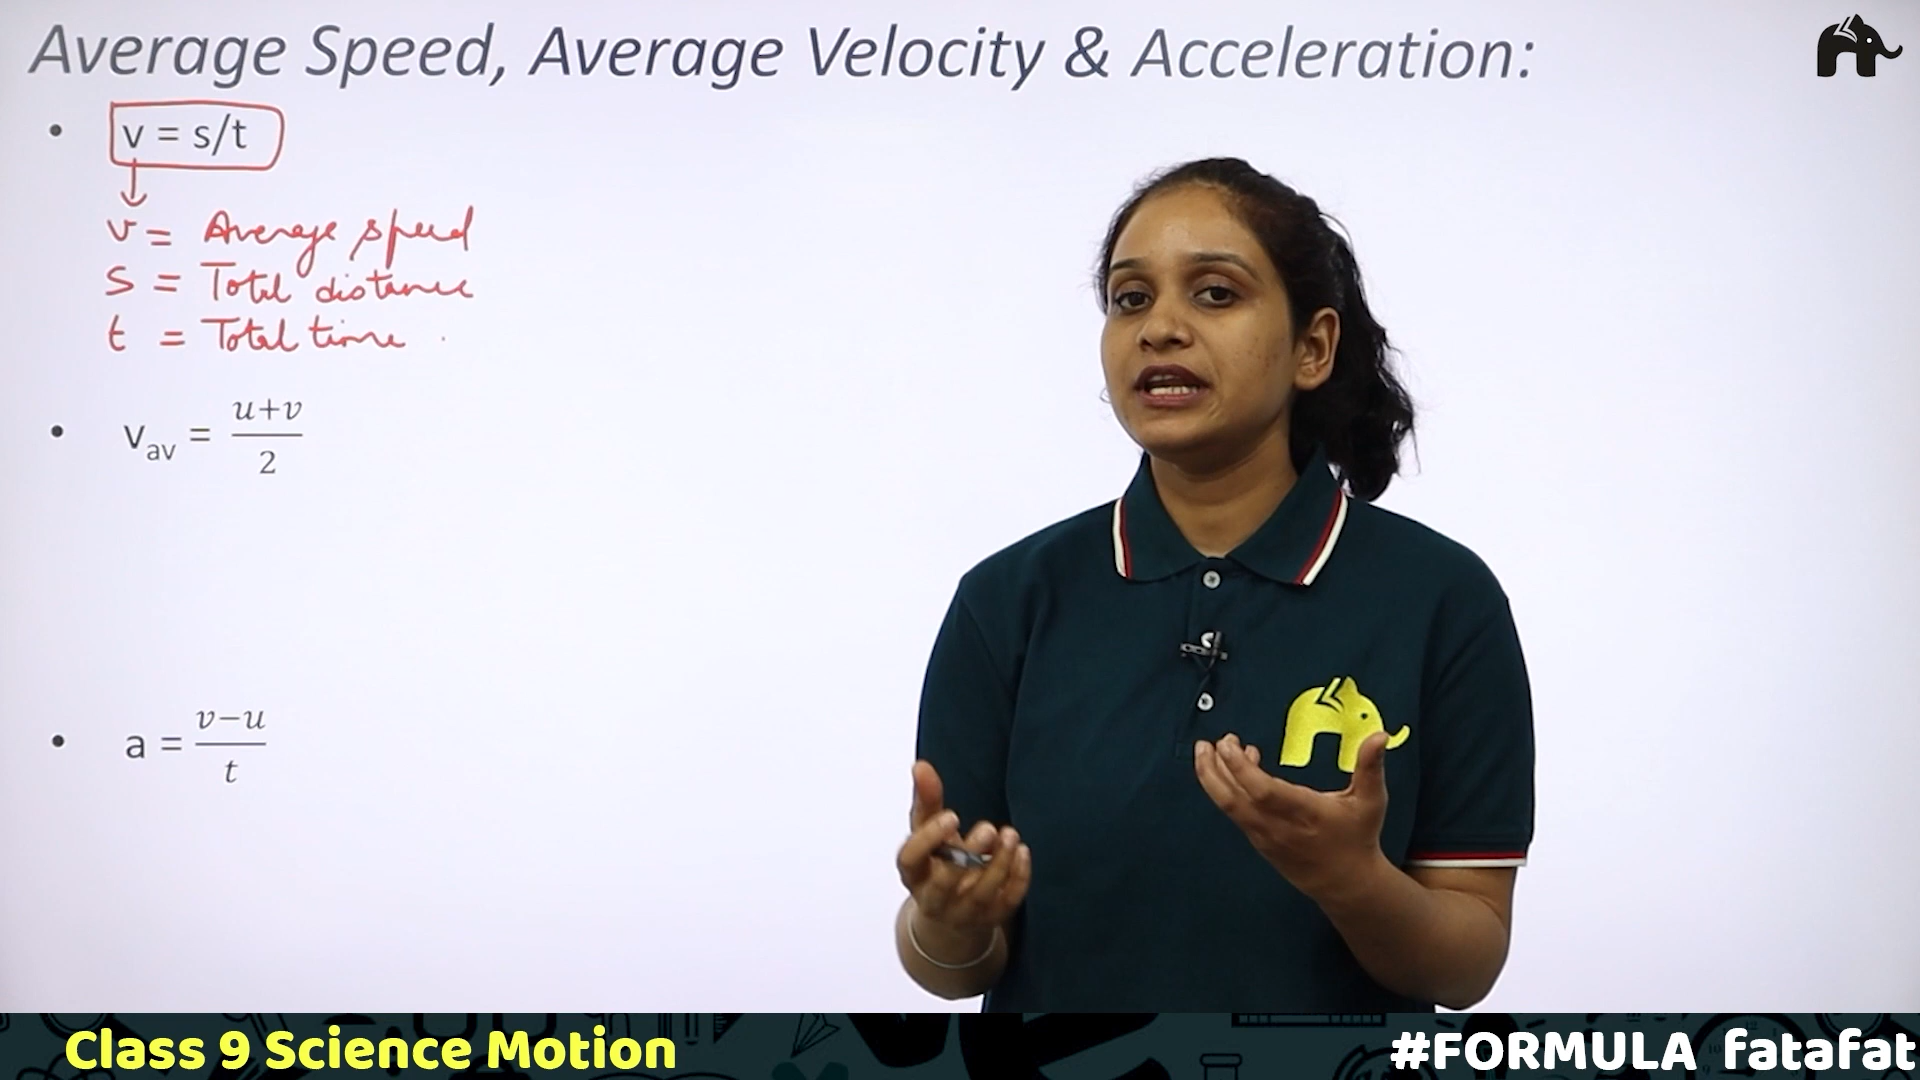 Average Speed, Average Velocity & Acceleration:
• v = s/t
v = Average speed
s = Total distance
t = Total time
• v_av = (u+v)/2
• a = (v−u)/t
Class 9 Science Motion
#FORMULA fatafat